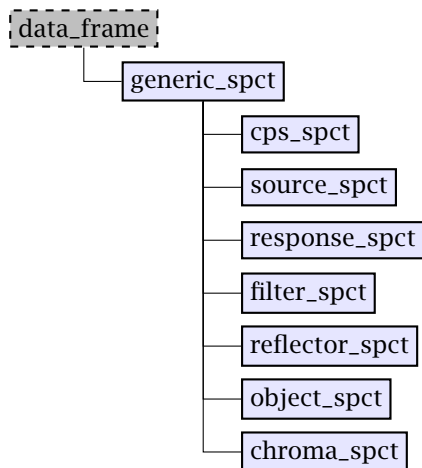 data_frame
generic_spct
cps_spct
source_spct
response_spct
filter_spct
reflector_spct
object_spct
chroma_spct